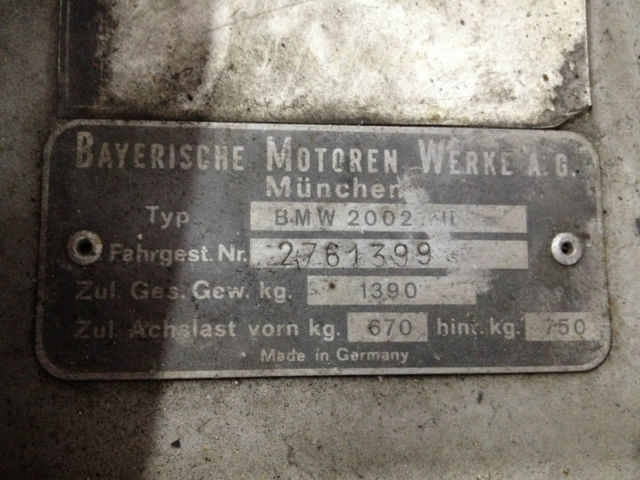 BAYERISCHE MOTOREN WERKE A.G.
München
Typ BMW 2002 tii
Fahrgest. Nr. 2761399
Zul. Ges. Gew. kg. 1390
Zul. Achslast vorn kg. 670 hint. kg. 750
Made in Germany